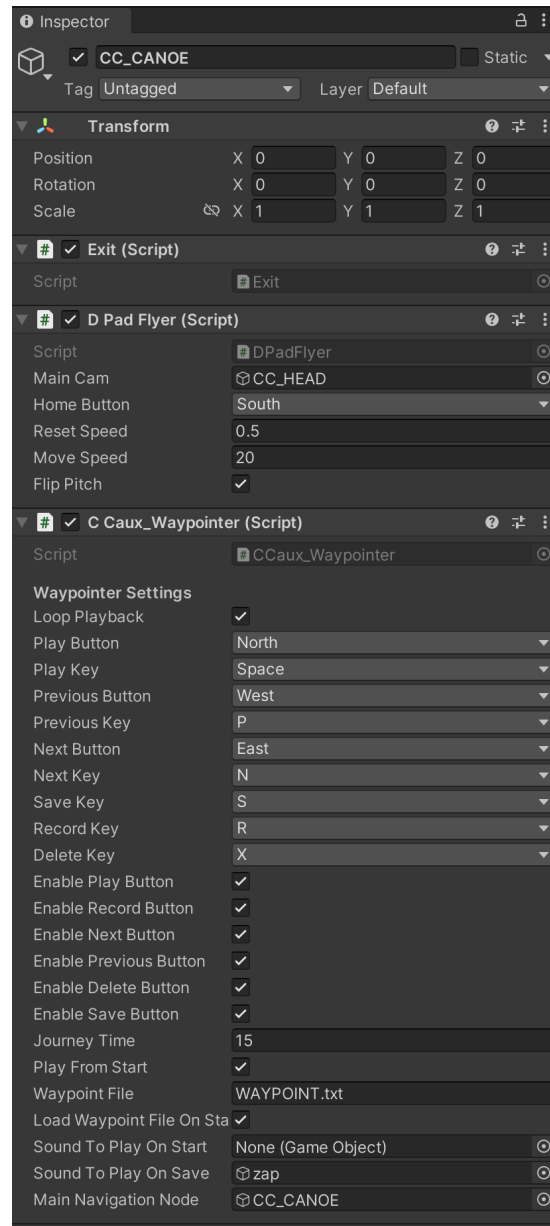 Inspector
CC_CANOE Static
Tag Untagged Layer Default
Transform
Position X 0 Y 0 Z 0
Rotation X 0 Y 0 Z 0
Scale X 1 Y 1 Z 1
# Exit (Script)
Script # Exit
# D Pad Flyer (Script)
Script # DPadFlyer
Main Cam CC_HEAD
Home Button South
Reset Speed 0.5
Move Speed 20
Flip Pitch
# C Caux_Waypointer (Script)
Script # CCaux_Waypointer
Waypointer Settings
Loop Playback
Play Button North
Play Key Space
Previous Button West
Previous Key P
Next Button East
Next Key N
Save Key S
Record Key R
Delete Key X
Enable Play Button
Enable Record Button
Enable Next Button
Enable Previous Button
Enable Delete Button
Enable Save Button
Journey Time 15
Play From Start
Waypoint File WAYPOINT.txt
Load Waypoint File On Sta
Sound To Play On Start None (Game Object)
Sound To Play On Save zap
Main Navigation Node CC_CANOE